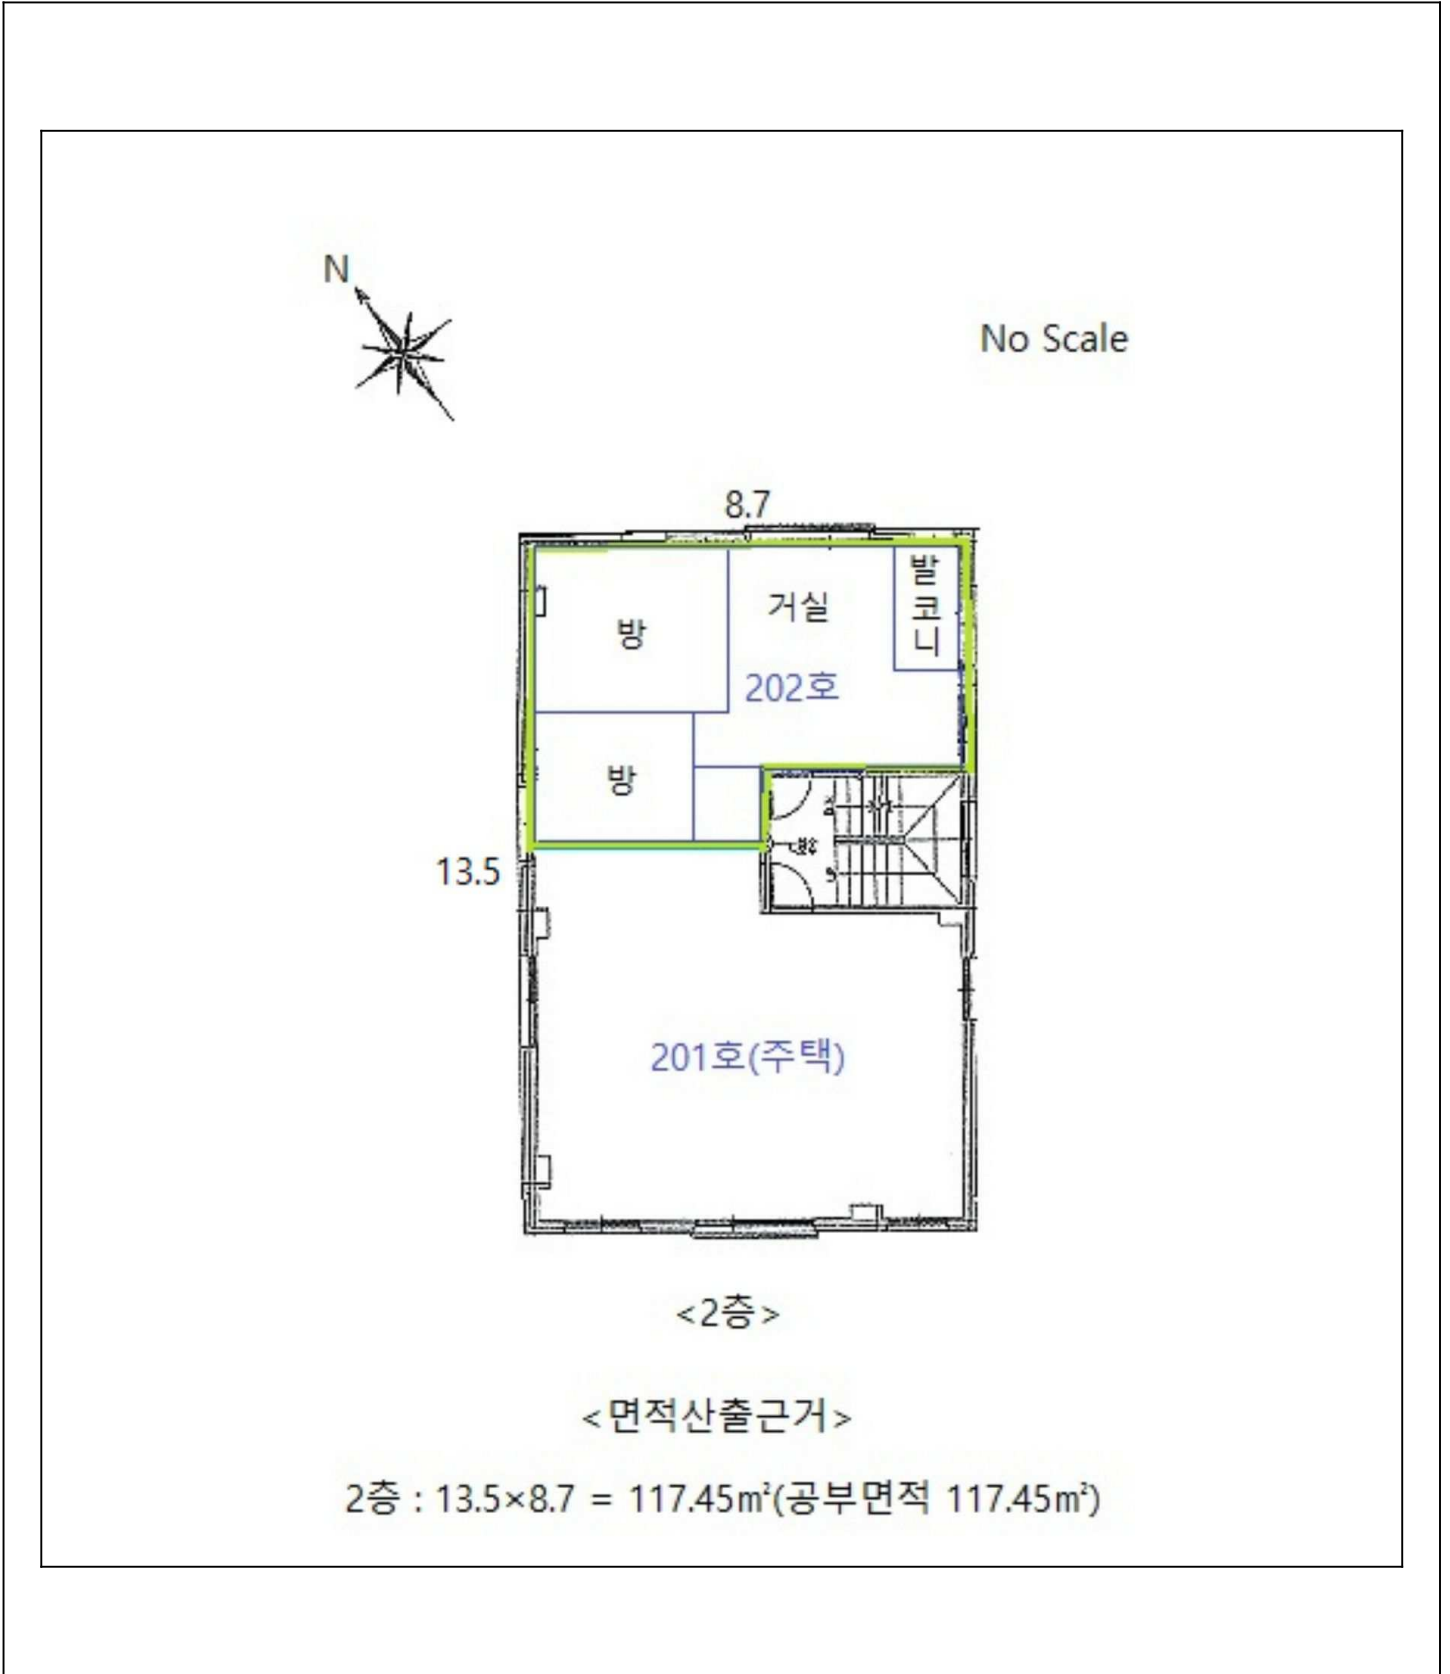 N
No Scale
8.7
발코니
거실
방
202호
방
13.5
201호(주택)
<2층>
<면적산출근거>
2층 : 13.5×8.7 = 117.45㎡(공부면적 117.45㎡)